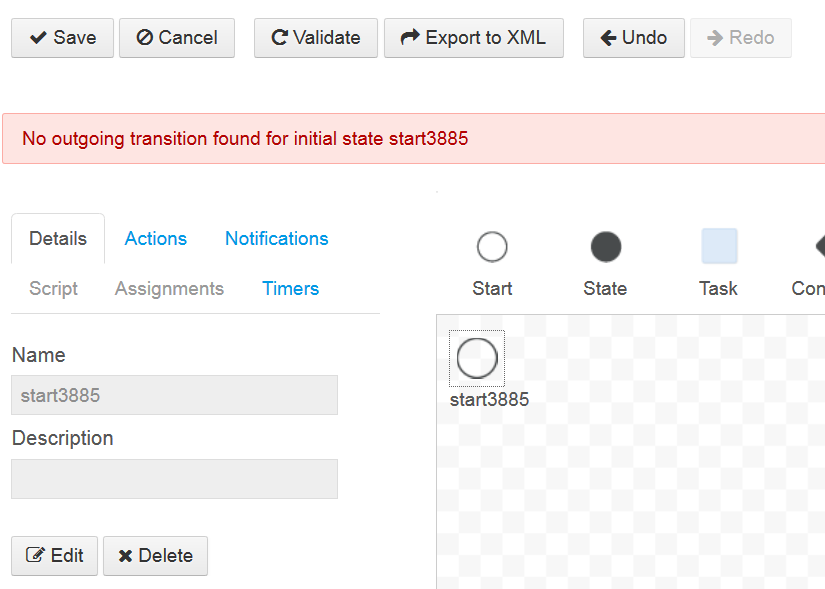 Save Cancel Validate Export to XML Undo Redo
No outgoing transition found for initial state start3885
Details Actions Notifications
Script Assignments Timers
Name
start3885
Description
Edit Delete
Start State Task Con
start3885